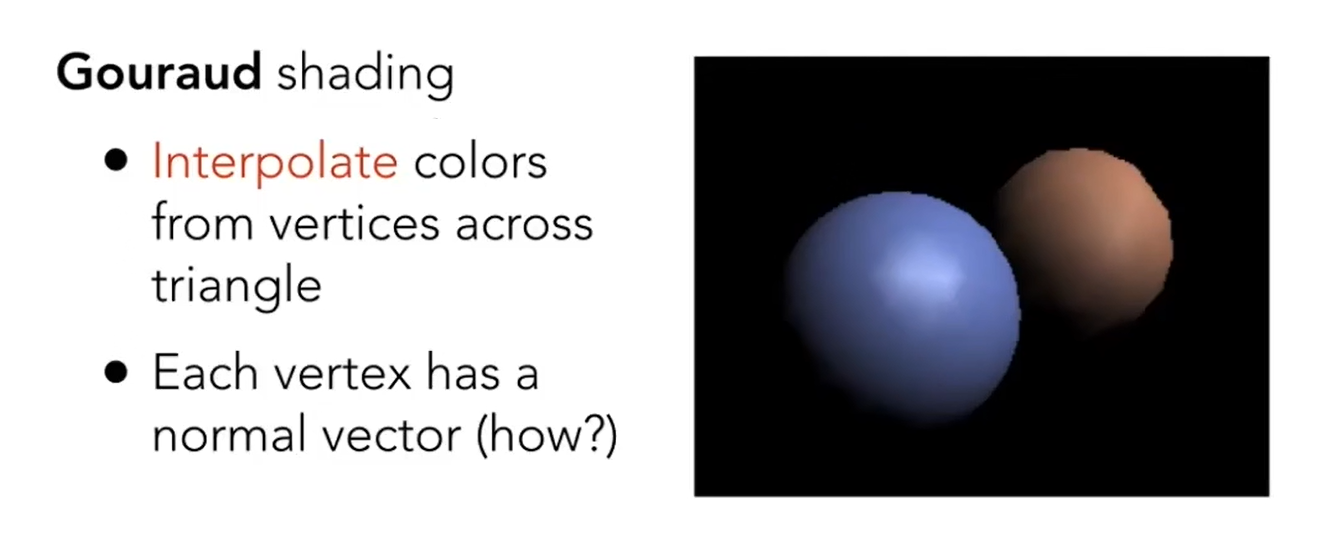 Gouraud shading
● Interpolate colors
from vertices across
triangle
● Each vertex has a
normal vector (how?)